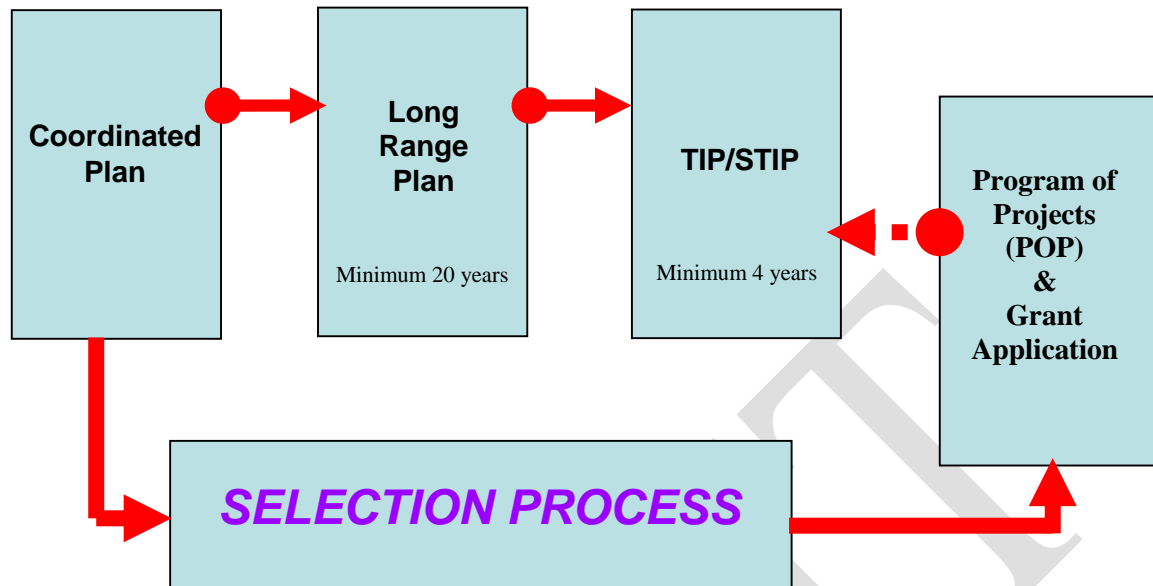 Coordinated
Plan
Long
Range
Plan
Minimum 20 years
TIP/STIP
Minimum 4 years
Program of
Projects
(POP)
&
Grant
Application
SELECTION PROCESS